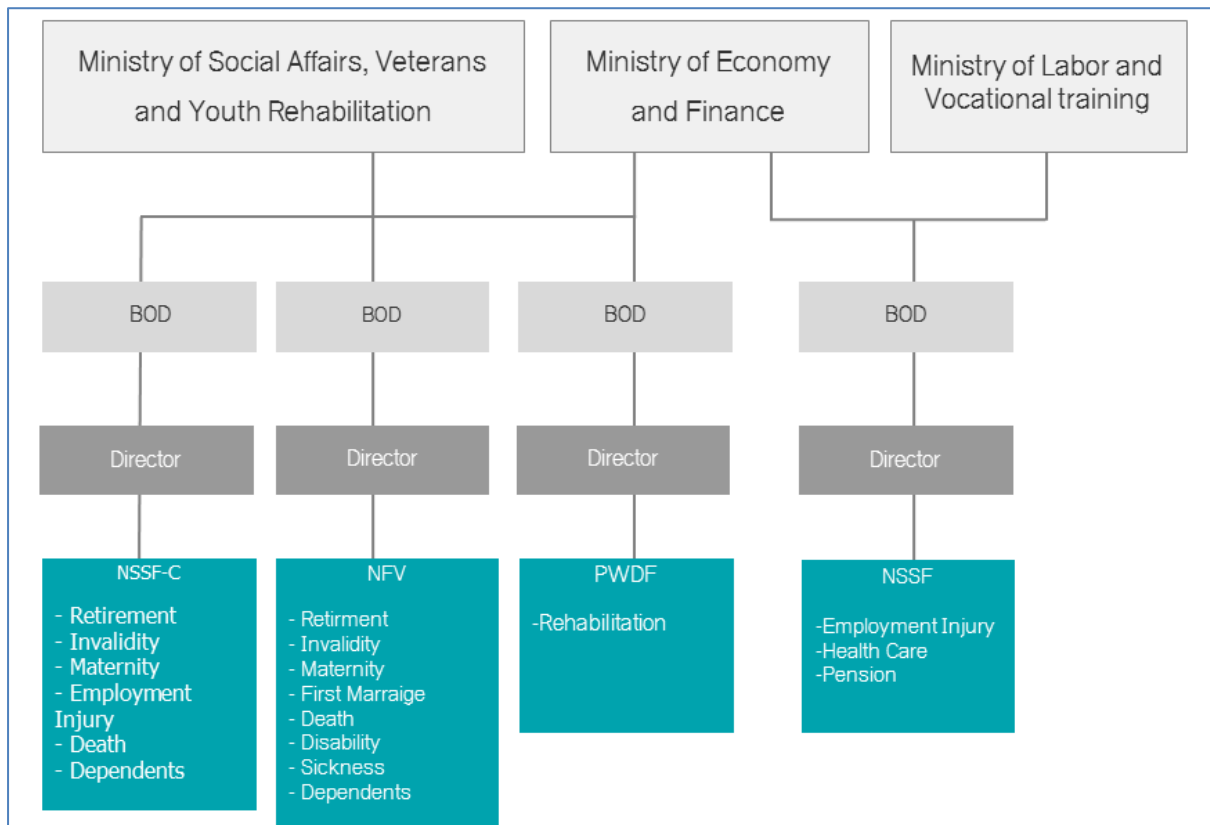 Ministry of Social Affairs, Veterans
and Youth Rehabilitation
Ministry of Economy
and Finance
Ministry of Labor and
Vocational training
BOD
BOD
BOD
BOD
Director
Director
Director
Director
NSSF-C
- Retirement
- Invalidity
- Maternity
- Employment
Injury
- Death
- Dependents
NFV
- Retirment
- Invalidity
- Maternity
- First Marraige
- Death
- Disability
- Sickness
- Dependents
PWDF
-Rehabilitation
NSSF
-Employment Injury
-Health Care
-Pension